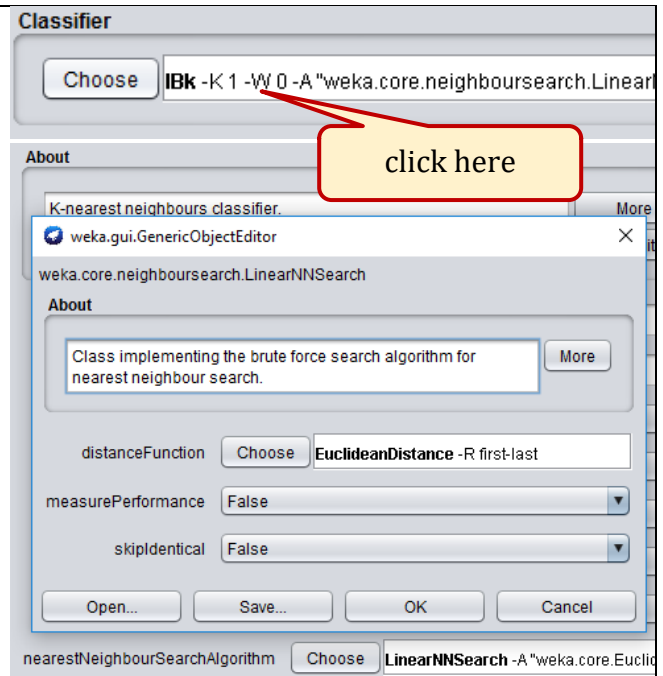 Classifier
Choose IBk -K 1 -W 0 -A "weka.core.neighboursearch.Linear
click here
About
K-nearest neighbours classifier. More
weka.gui.GenericObjectEditor
weka.core.neighboursearch.LinearNNSearch
About
Class implementing the brute force search algorithm for More
nearest neighbour search.
distanceFunction Choose EuclideanDistance -R first-last
measurePerformance False
skipIdentical False
Open... Save... OK Cancel
nearestNeighbourSearchAlgorithm Choose LinearNNSearch -A "weka.core.Euclid